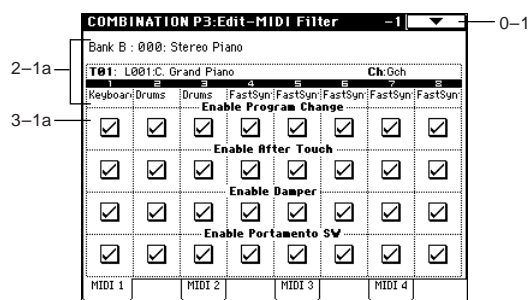 COMBINATION P3:Edit-MIDI Filter -1 0–1
Bank B : 000: Stereo Piano
2–1a
T01: L001:C. Grand Piano Ch:Gch
1 2 3 4 5 6 7 8
Keyboar Drums Drums FastSyn FastSyn FastSyn FastSyn FastSyn
Enable Program Change
3–1a
Enable After Touch
Enable Damper
Enable Portamento SW
MIDI 1 MIDI 2 MIDI 3 MIDI 4